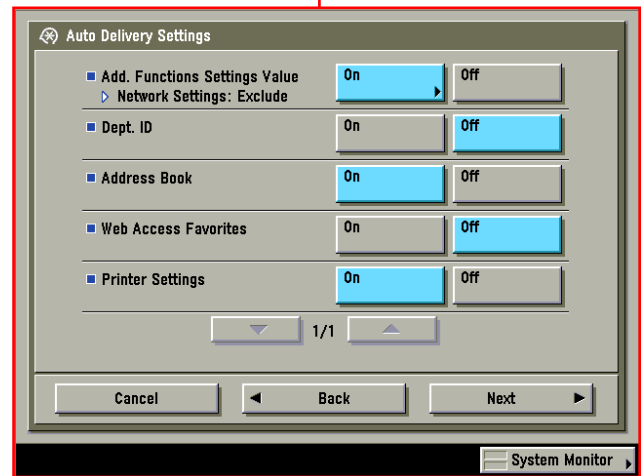 Auto Delivery Settings
Add. Functions Settings Value On Off
Network Settings: Exclude
Dept. ID On Off
Address Book On Off
Web Access Favorites On Off
Printer Settings On Off
1/1
Cancel Back Next
System Monitor